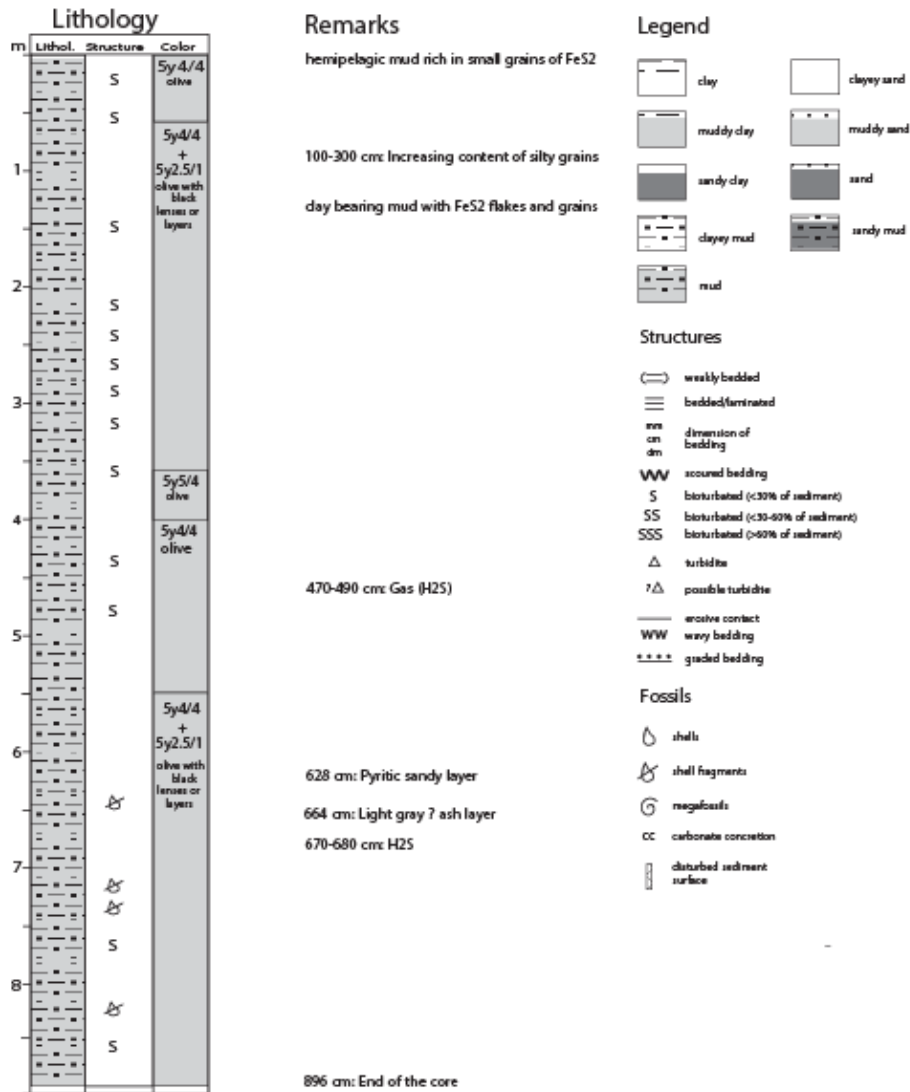 Lithology
m Lithol. Structure Color
5y4/4
olive
S
S
5y4/4
+
5y2.5/1
olive with
black
lenses or
layers
1
S
2
S
S
S
S
3
S
S
5y5/4
olive
4
5y4/4
olive
S
S
5
5y4/4
+
5y2.5/1
olive with
black
lenses or
layers
6
7
S
8
S
Remarks
hemipelagic mud rich in small grains of FeS2
100-300 cm: Increasing content of silty grains
clay bearing mud with FeS2 flakes and grains
470-490 cm: Gas (H2S)
628 cm: Pyritic sandy layer
664 cm: Light gray ? ash layer
670-680 cm: H2S
896 cm: End of the core
Legend
clay
muddy clay
sandy clay
clayey mud
mud
clayey sand
muddy sand
sand
sandy mud
Structures
weakly bedded
bedded/laminated
mm
cm
dm
dimension of
bedding
scoured bedding
S bioturbated (<30% of sediment)
SS bioturbated (<30-60% of sediment)
SSS bioturbated (>60% of sediment)
turbidite
? possible turbidite
erosive contact
wavy bedding
graded bedding
Fossils
shells
shell fragments
megafossils
cc carbonate concretion
disturbed sediment
surface